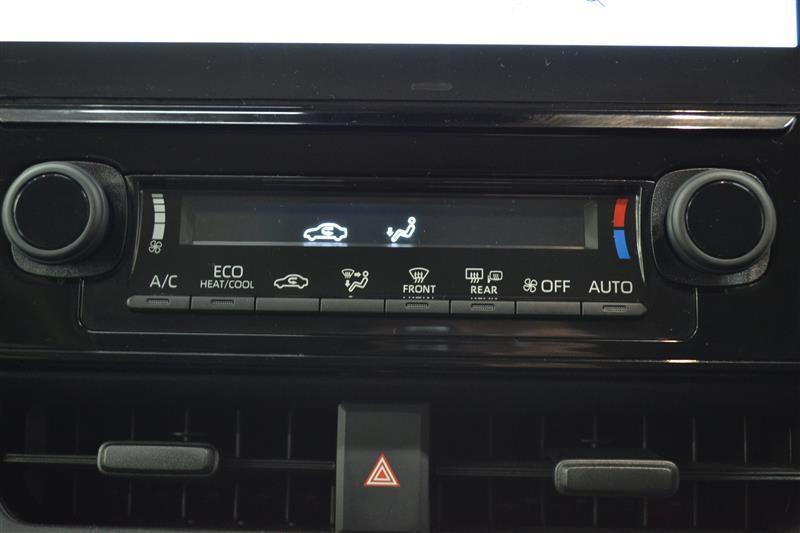 A/C
ECO
HEAT/COOL
FRONT
REAR
OFF
AUTO